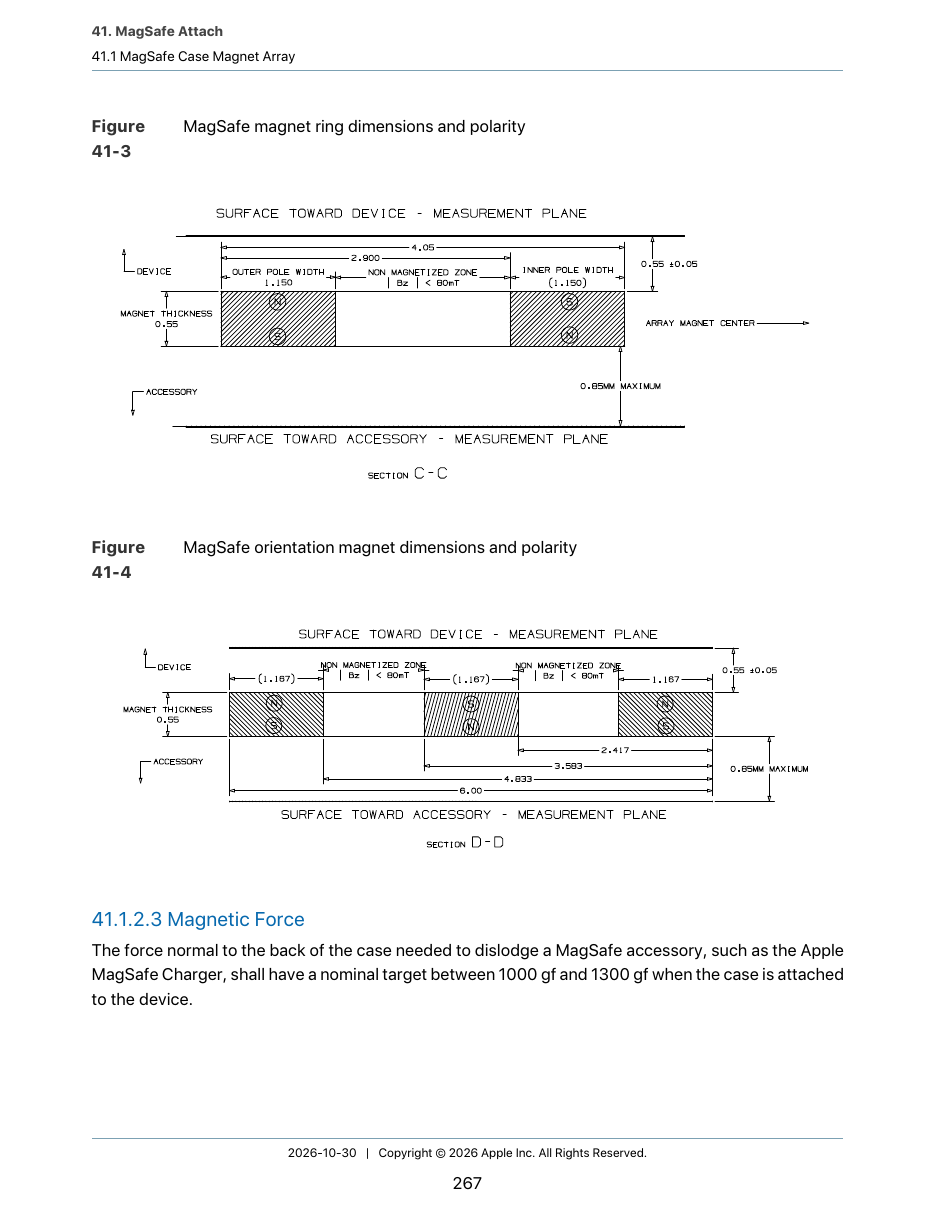 41. MagSafe Attach
41.1 MagSafe Case Magnet Array
Figure 41-3 MagSafe magnet ring dimensions and polarity
SURFACE TOWARD DEVICE - MEASUREMENT PLANE
4.05
2.900
0.55 ±0.05
DEVICE
OUTER POLE WIDTH
1.150
NON MAGNETIZED ZONE
| Bz | < 80mT
INNER POLE WIDTH
(1.150)
N
S
MAGNET THICKNESS
0.55
ARRAY MAGNET CENTER
S
N
ACCESSORY
0.85MM MAXIMUM
SURFACE TOWARD ACCESSORY - MEASUREMENT PLANE
SECTION C-C
Figure 41-4 MagSafe orientation magnet dimensions and polarity
SURFACE TOWARD DEVICE - MEASUREMENT PLANE
DEVICE
NON MAGNETIZED ZONE
| Bz | < 80mT
NON MAGNETIZED ZONE
| Bz | < 80mT
0.55 ±0.05
(1.167)
(1.167)
1.167
N
S
N
MAGNET THICKNESS
0.55
S
N
S
2.417
ACCESSORY
3.583
0.85MM MAXIMUM
4.833
6.00
SURFACE TOWARD ACCESSORY - MEASUREMENT PLANE
SECTION D-D
41.1.2.3 Magnetic Force
The force normal to the back of the case needed to dislodge a MagSafe accessory, such as the Apple
MagSafe Charger, shall have a nominal target between 1000 gf and 1300 gf when the case is attached
to the device.
2026-10-30 | Copyright © 2026 Apple Inc. All Rights Reserved.
267